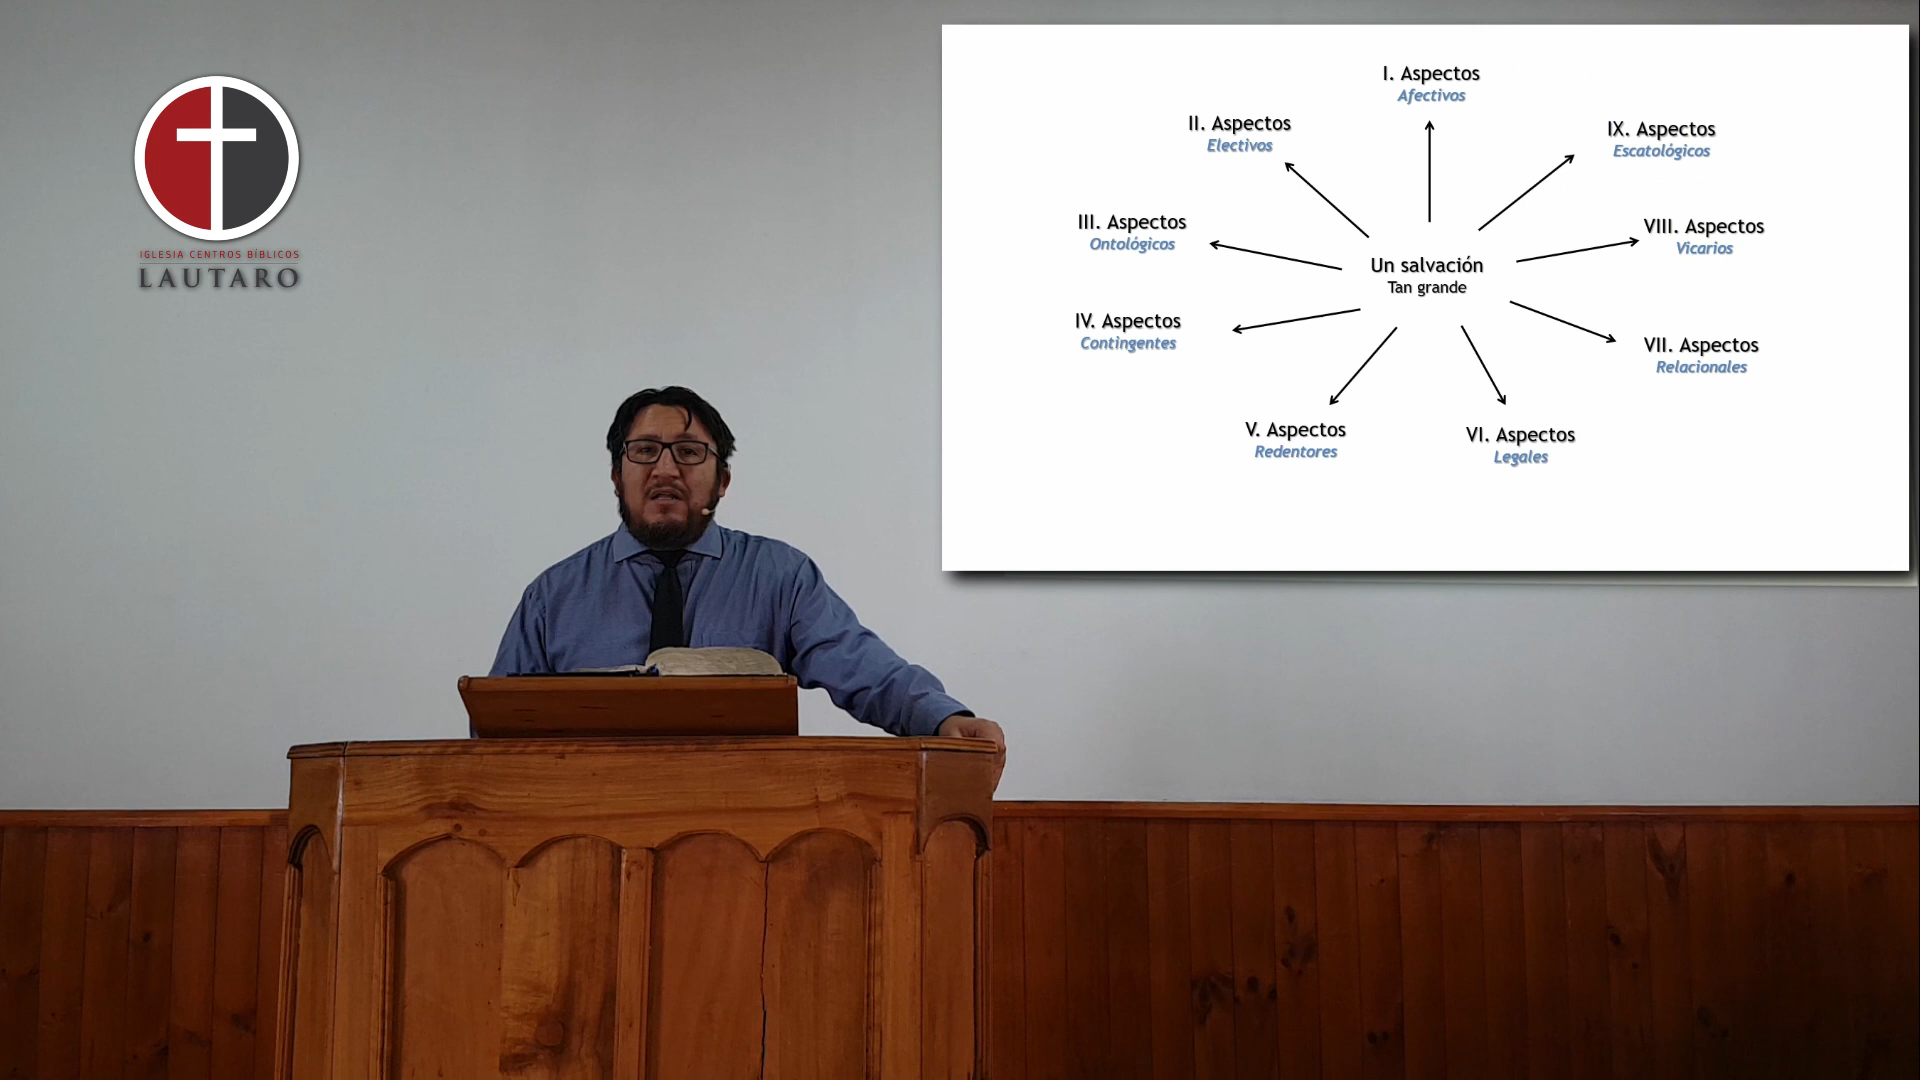 IGLESIA CENTROS BÍBLICOS
LAUTARO
I. Aspectos
Afectivos
II. Aspectos
Electivos
III. Aspectos
Ontológicos
IV. Aspectos
Contingentes
V. Aspectos
Redentores
VI. Aspectos
Legales
VII. Aspectos
Relacionales
VIII. Aspectos
Vicarios
IX. Aspectos
Escatológicos
Un salvación
Tan grande